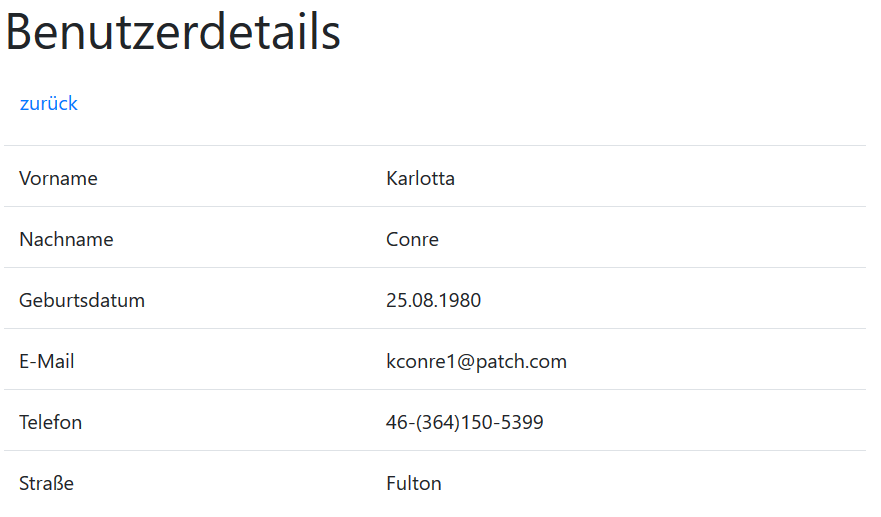 Benutzerdetails
zurück
Vorname Karlotta
Nachname Conre
Geburtsdatum 25.08.1980
E-Mail kconre1@patch.com
Telefon 46-(364)150-5399
Straße Fulton